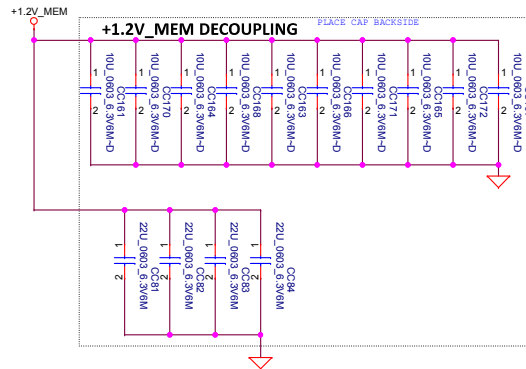 +1.2V_MEM
+1.2V_MEM DECOUPLING
PLACE CAP BACKSIDE
1
2
10U_0603_6.3V6M~D
CC161
1
2
10U_0603_6.3V6M~D
CC170
1
2
10U_0603_6.3V6M~D
CC164
1
2
10U_0603_6.3V6M~D
CC168
1
2
10U_0603_6.3V6M~D
CC163
1
2
10U_0603_6.3V6M~D
CC166
1
2
10U_0603_6.3V6M~D
CC171
1
2
10U_0603_6.3V6M~D
CC165
1
2
10U_0603_6.3V6M~D
CC172
1
2
10U_0603_6.3V6M~D
1
2
22U_0603_6.3V6M
CC81
1
2
22U_0603_6.3V6M
CC82
1
2
22U_0603_6.3V6M
CC83
1
2
22U_0603_6.3V6M
CC84